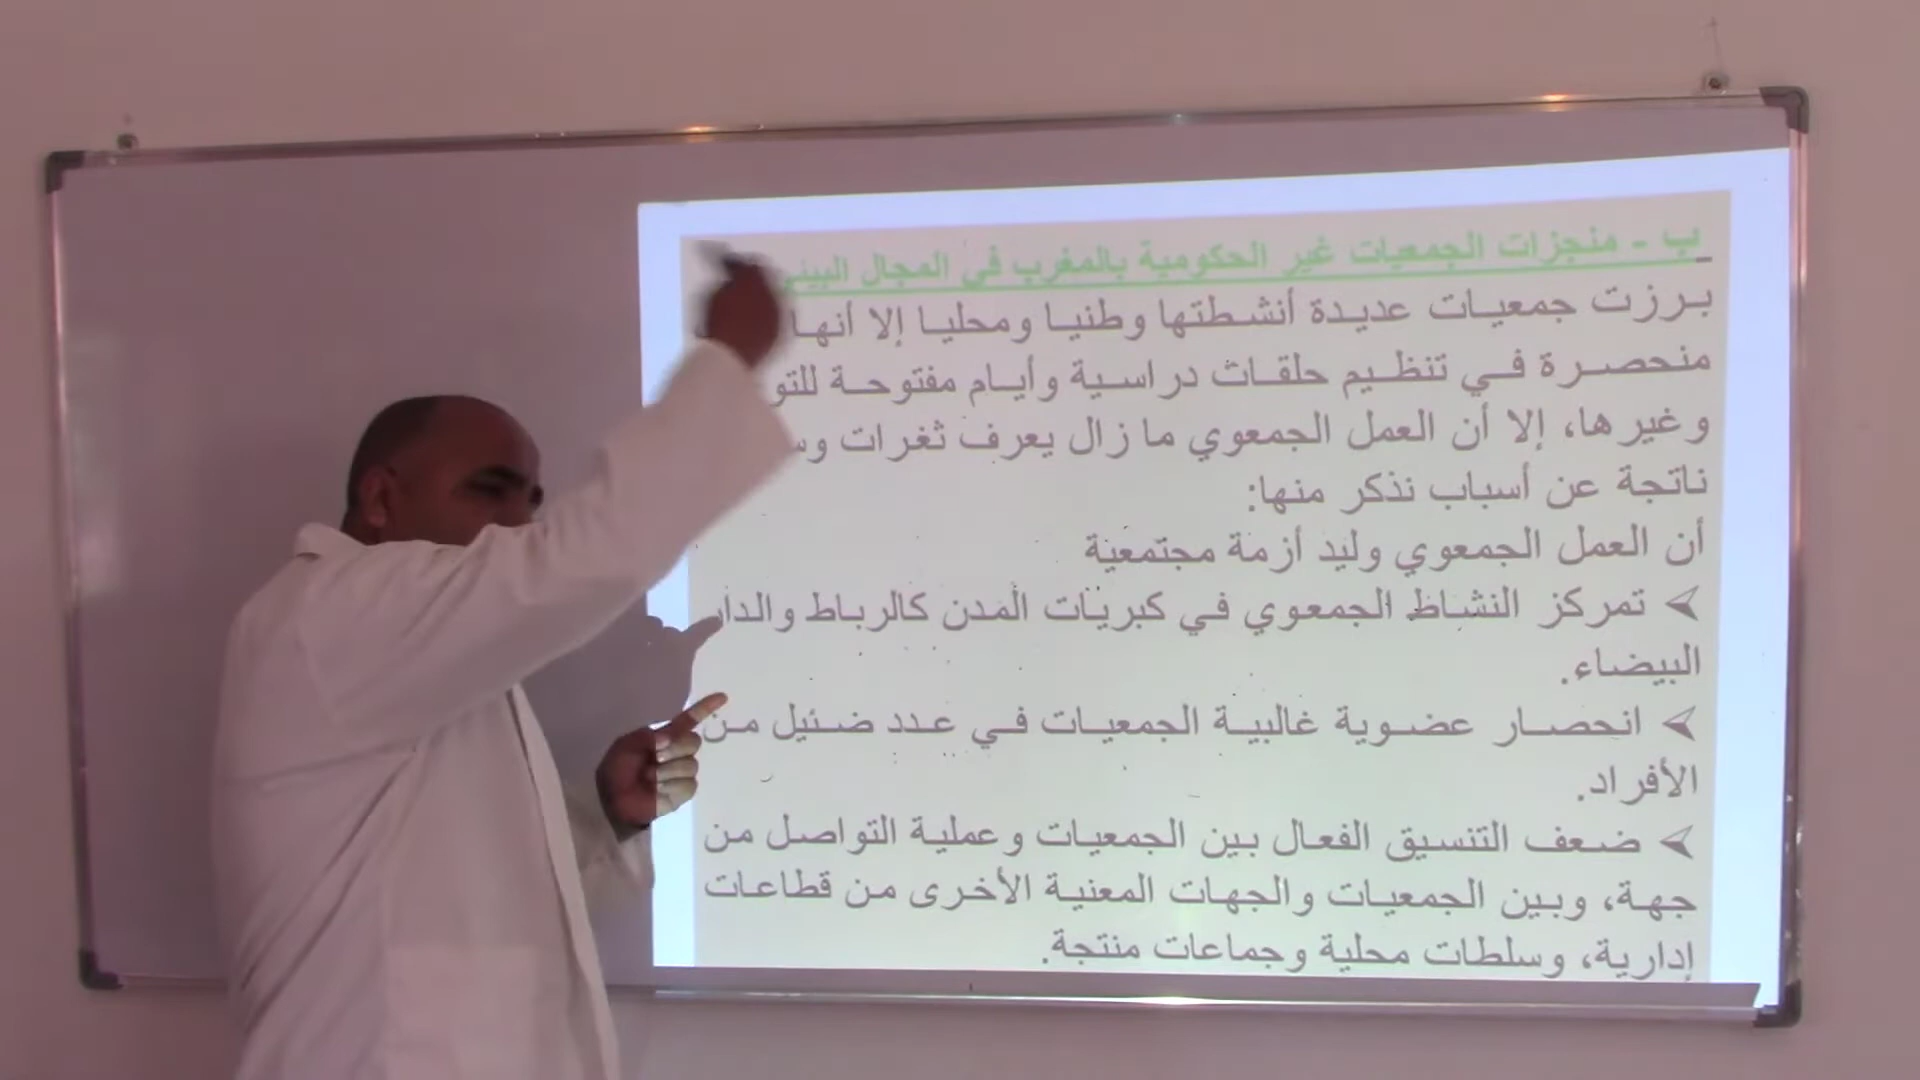 ب - منجزات الجمعيات غير الحكومية بالمغرب في المجال
برزت جمعيات عديدة أنشطتها وطنيا ومحليا إلا أنها
منحصرة في تنظيم حلقات دراسية وأيام مفتوحة
وغيرها، إلا أن العمل الجمعوي ما زال يعرف ثغرات
ناتجة عن أسباب نذكر منها:
أن العمل الجمعوي وليد أزمة مجتمعية
➢ تمركز النشاط الجمعوي في كبريات المدن كالرباط والدار
البيضاء.
➢ انحصار عضوية غالبية الجمعيات في عدد ضئيل من
الأفراد.
➢ ضعف التنسيق الفعال بين الجمعيات وعملية التواصل من
جهة، وبين الجمعيات والجهات المعنية الأخرى من قطاعات
إدارية، وسلطات محلية وجماعات منتجة.